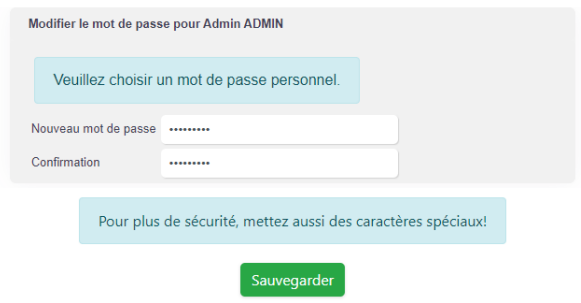 Modifier le mot de passe pour Admin ADMIN
Veuillez choisir un mot de passe personnel.
Nouveau mot de passe •••••••••
Confirmation •••••••••
Pour plus de sécurité, mettez aussi des caractères spéciaux!
Sauvegarder